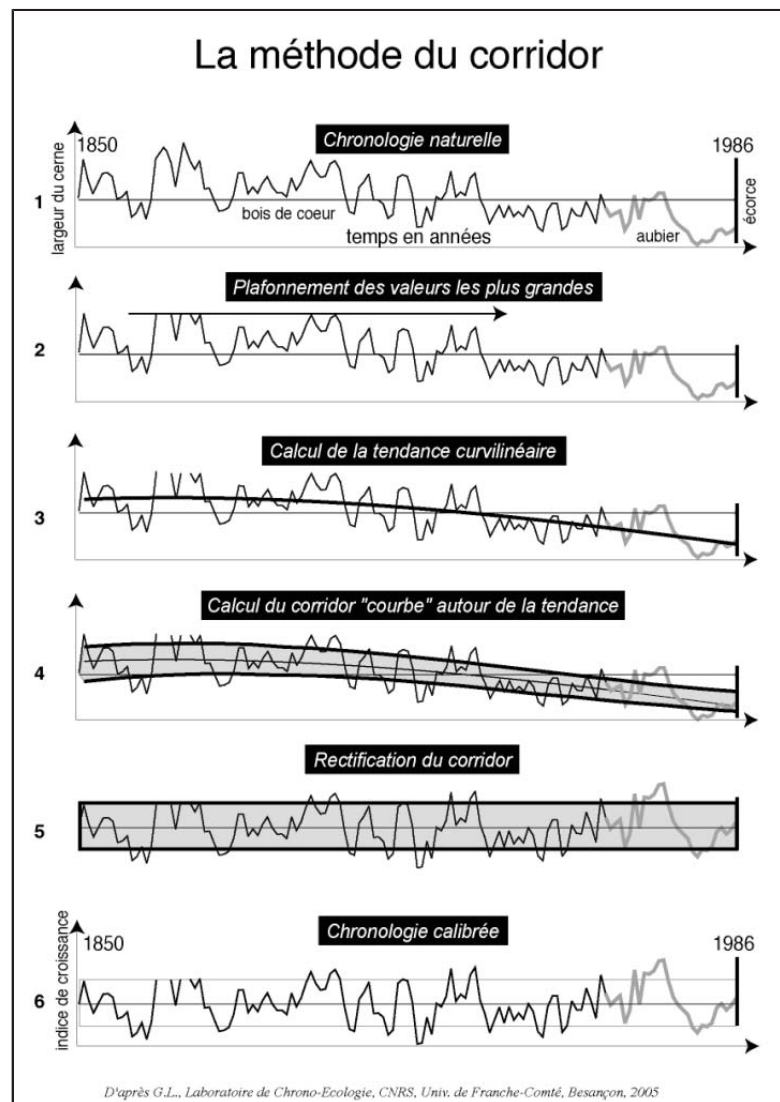 La méthode du corridor
1850
Chronologie naturelle
1986
1
largeur du cerne
bois de coeur
temps en années
aubier
écorce
Plafonnement des valeurs les plus grandes
2
Calcul de la tendance curvilinéaire
3
Calcul du corridor "courbe" autour de la tendance
4
Rectification du corridor
5
Chronologie calibrée
1850
1986
6
indice de croissance
D'après G.L., Laboratoire de Chrono-Ecologie, CNRS, Univ. de Franche-Comté, Besançon, 2005